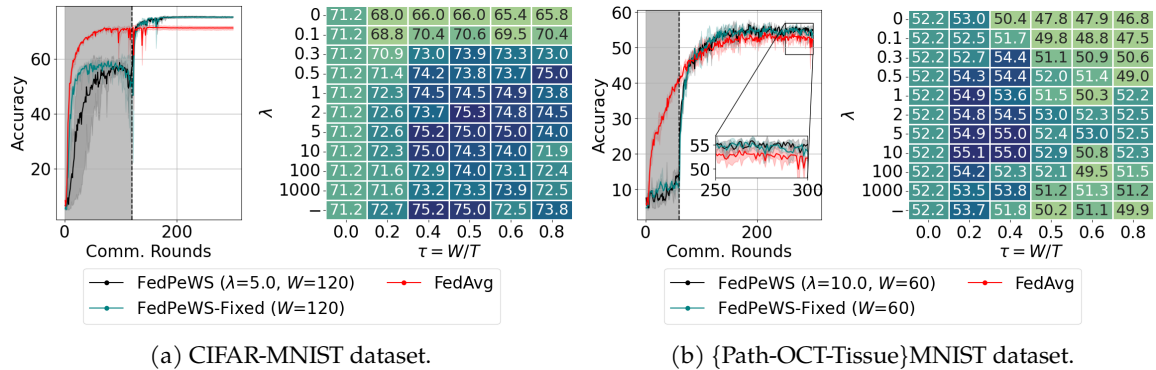 Accuracy
80
60
40
20
0
200
Comm. Rounds
λ
0 71.2 68.0 66.0 66.0 65.4 65.8
0.1 71.2 68.8 70.4 70.6 69.5 70.4
0.3 71.2 70.9 73.0 73.9 73.3 73.0
0.5 71.2 71.4 74.2 73.8 73.7 75.0
1 71.2 72.3 74.5 74.5 74.9 73.8
2 71.2 72.6 73.7 75.3 74.8 74.5
5 71.2 72.6 75.2 75.0 75.0 74.0
10 71.2 72.3 75.0 74.3 74.0 71.9
100 71.2 71.6 72.9 74.0 73.1 72.4
1000 71.2 71.6 73.2 73.3 73.9 72.5
− 71.2 72.7 75.2 75.0 72.5 73.8
0.0 0.2 0.4 0.5 0.6 0.8
τ = W/T
FedPeWS (λ=5.0, W=120)
FedAvg
FedPeWS-Fixed (W=120)
(a) CIFAR-MNIST dataset.
Accuracy
60
50
40
30
20
10
55
50
250 300
0
200
Comm. Rounds
λ
0 52.2 53.0 50.4 47.8 47.9 46.8
0.1 52.2 52.5 51.7 49.8 48.8 47.5
0.3 52.2 52.7 54.4 51.1 50.9 50.6
0.5 52.2 54.3 54.4 52.0 51.4 49.0
1 52.2 54.9 53.6 51.5 50.3 52.2
2 52.2 54.8 54.5 53.0 52.3 52.5
5 52.2 54.9 55.0 52.4 53.0 52.5
10 52.2 55.1 55.0 52.9 50.8 52.3
100 52.2 54.2 52.3 52.1 49.5 51.5
1000 52.2 53.5 53.8 51.2 51.3 51.2
− 52.2 53.7 51.8 50.2 51.1 49.9
0.0 0.2 0.4 0.5 0.6 0.8
τ = W/T
FedPeWS (λ=10.0, W=60)
FedAvg
FedPeWS-Fixed (W=60)
(b) {Path-OCT-Tissue}MNIST dataset.